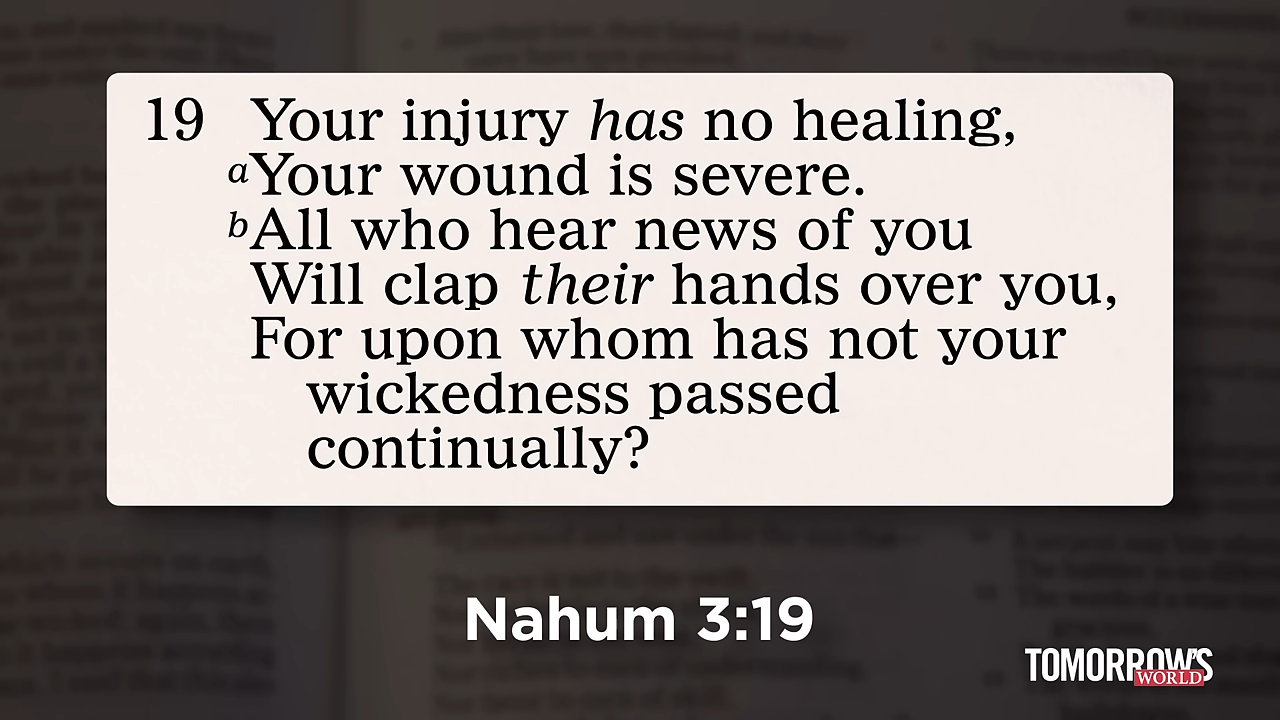 19 Your injury has no healing,
aYour wound is severe.
bAll who hear news of you
Will clap their hands over you,
For upon whom has not your
wickedness passed
continually?
Nahum 3:19
TOMORROW'S
WORLD